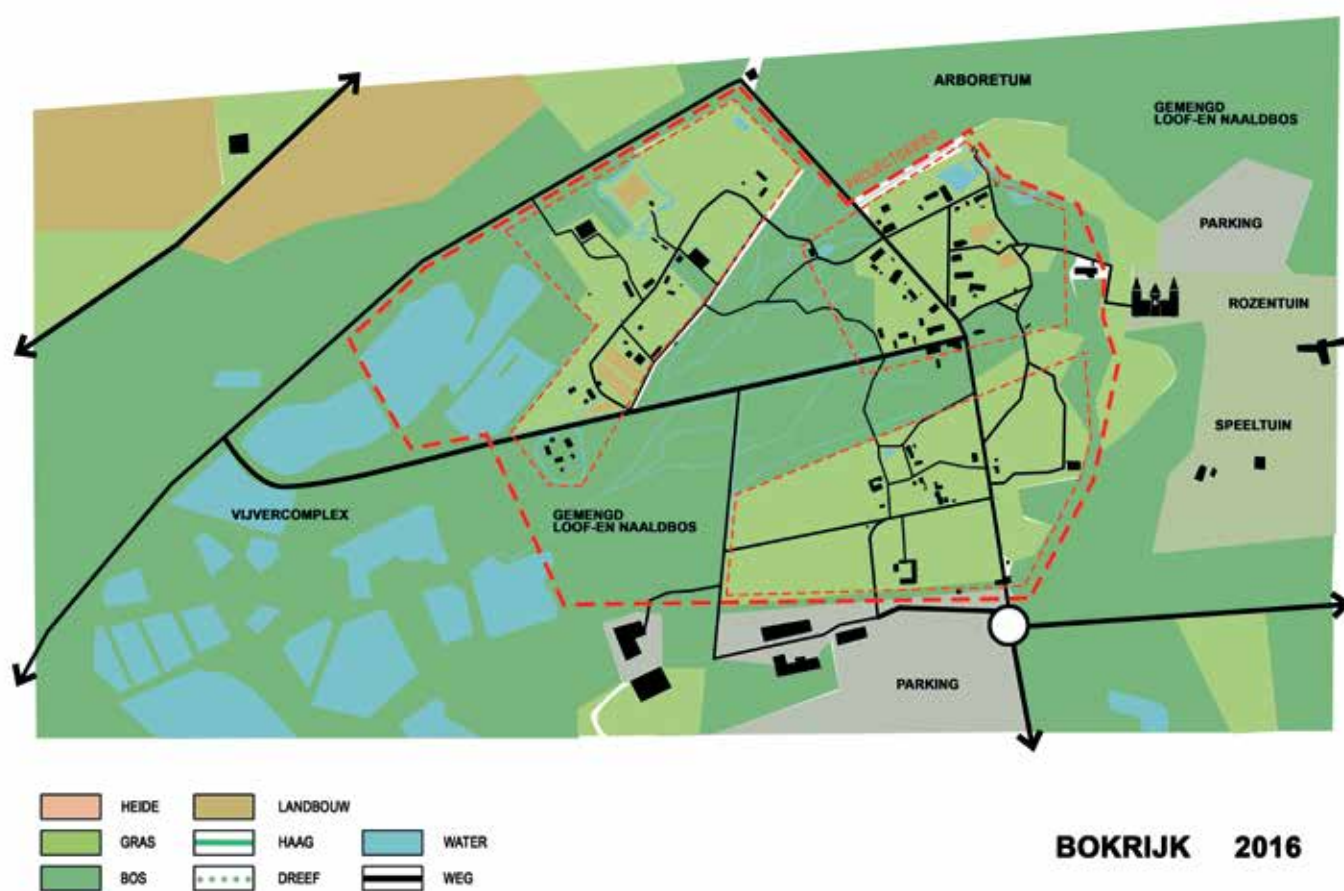 ARBORETUM
GEMENGD
LOOF-EN NAALDBOS
PROJECTGEBIED
PARKING
ROZENTUIN
SPEELTUIN
VIJVERCOMPLEX
GEMENGD
LOOF-EN NAALDBOS
PARKING
HEIDE
LANDBOUW
GRAS
HAAG
WATER
BOS
DREEF
WEG
BOKRIJK 2016